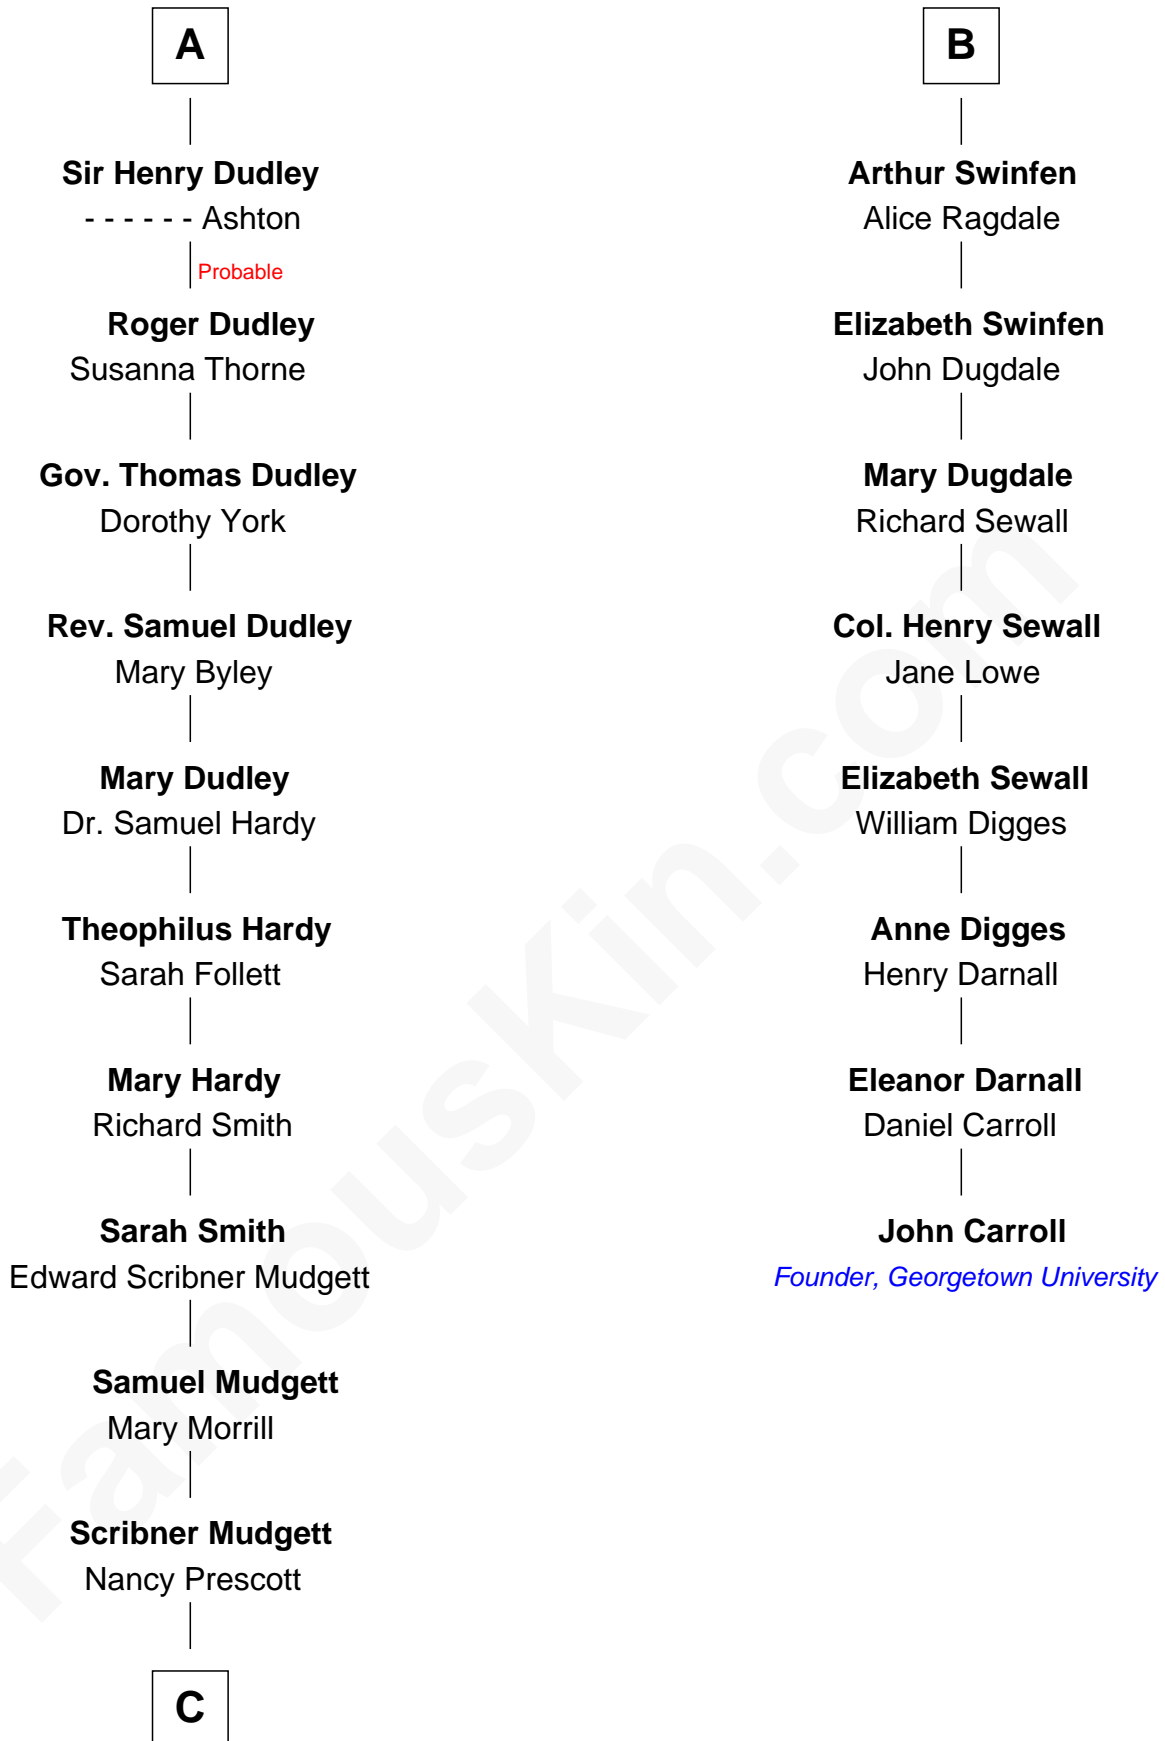 A
Sir Henry Dudley
- - - - - - Ashton
Probable
Roger Dudley
Susanna Thorne
Gov. Thomas Dudley
Dorothy York
Rev. Samuel Dudley
Mary Byley
Mary Dudley
Dr. Samuel Hardy
Theophilus Hardy
Sarah Follett
Mary Hardy
Richard Smith
Sarah Smith
Edward Scribner Mudgett
Samuel Mudgett
Mary Morrill
Scribner Mudgett
Nancy Prescott
C
B
Arthur Swinfen
Alice Ragdale
Elizabeth Swinfen
John Dugdale
Mary Dugdale
Richard Sewall
Col. Henry Sewall
Jane Lowe
Elizabeth Sewall
William Digges
Anne Digges
Henry Darnall
Eleanor Darnall
Daniel Carroll
John Carroll
Founder, Georgetown University
FamousKin.com